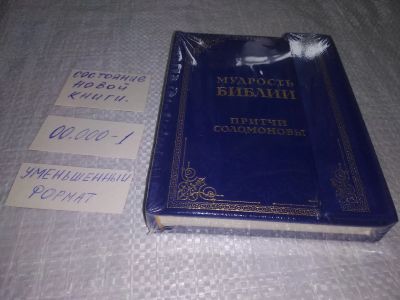 СОСТОЯНИЕ
НОВОЙ
КНИГИ.
00.000-1
УМЕНЬШЕННЫЙ
ФОРМАТ
МУДРОСТЬ
БИБЛИИ
ПРИТЧИ
СОЛОМОНОВЫ